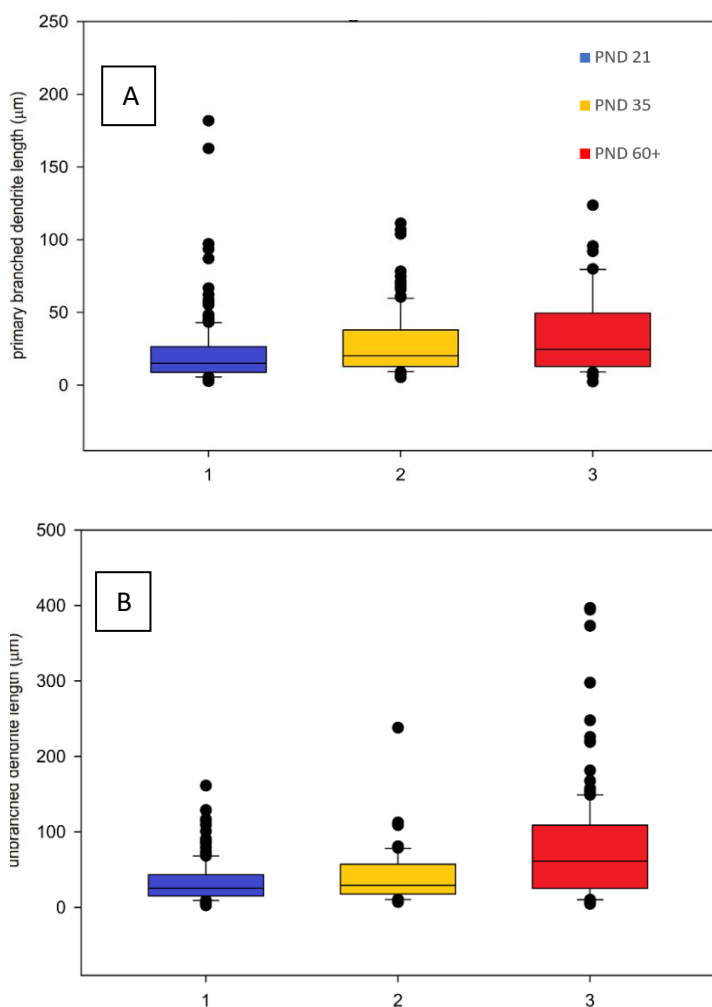 250
200
150
100
50
0
primary branched dendrite length (μm)
A
PND 21
PND 35
PND 60+
1 2 3
500
400
300
200
100
0
unbranched dendrite length (μm)
B
1 2 3